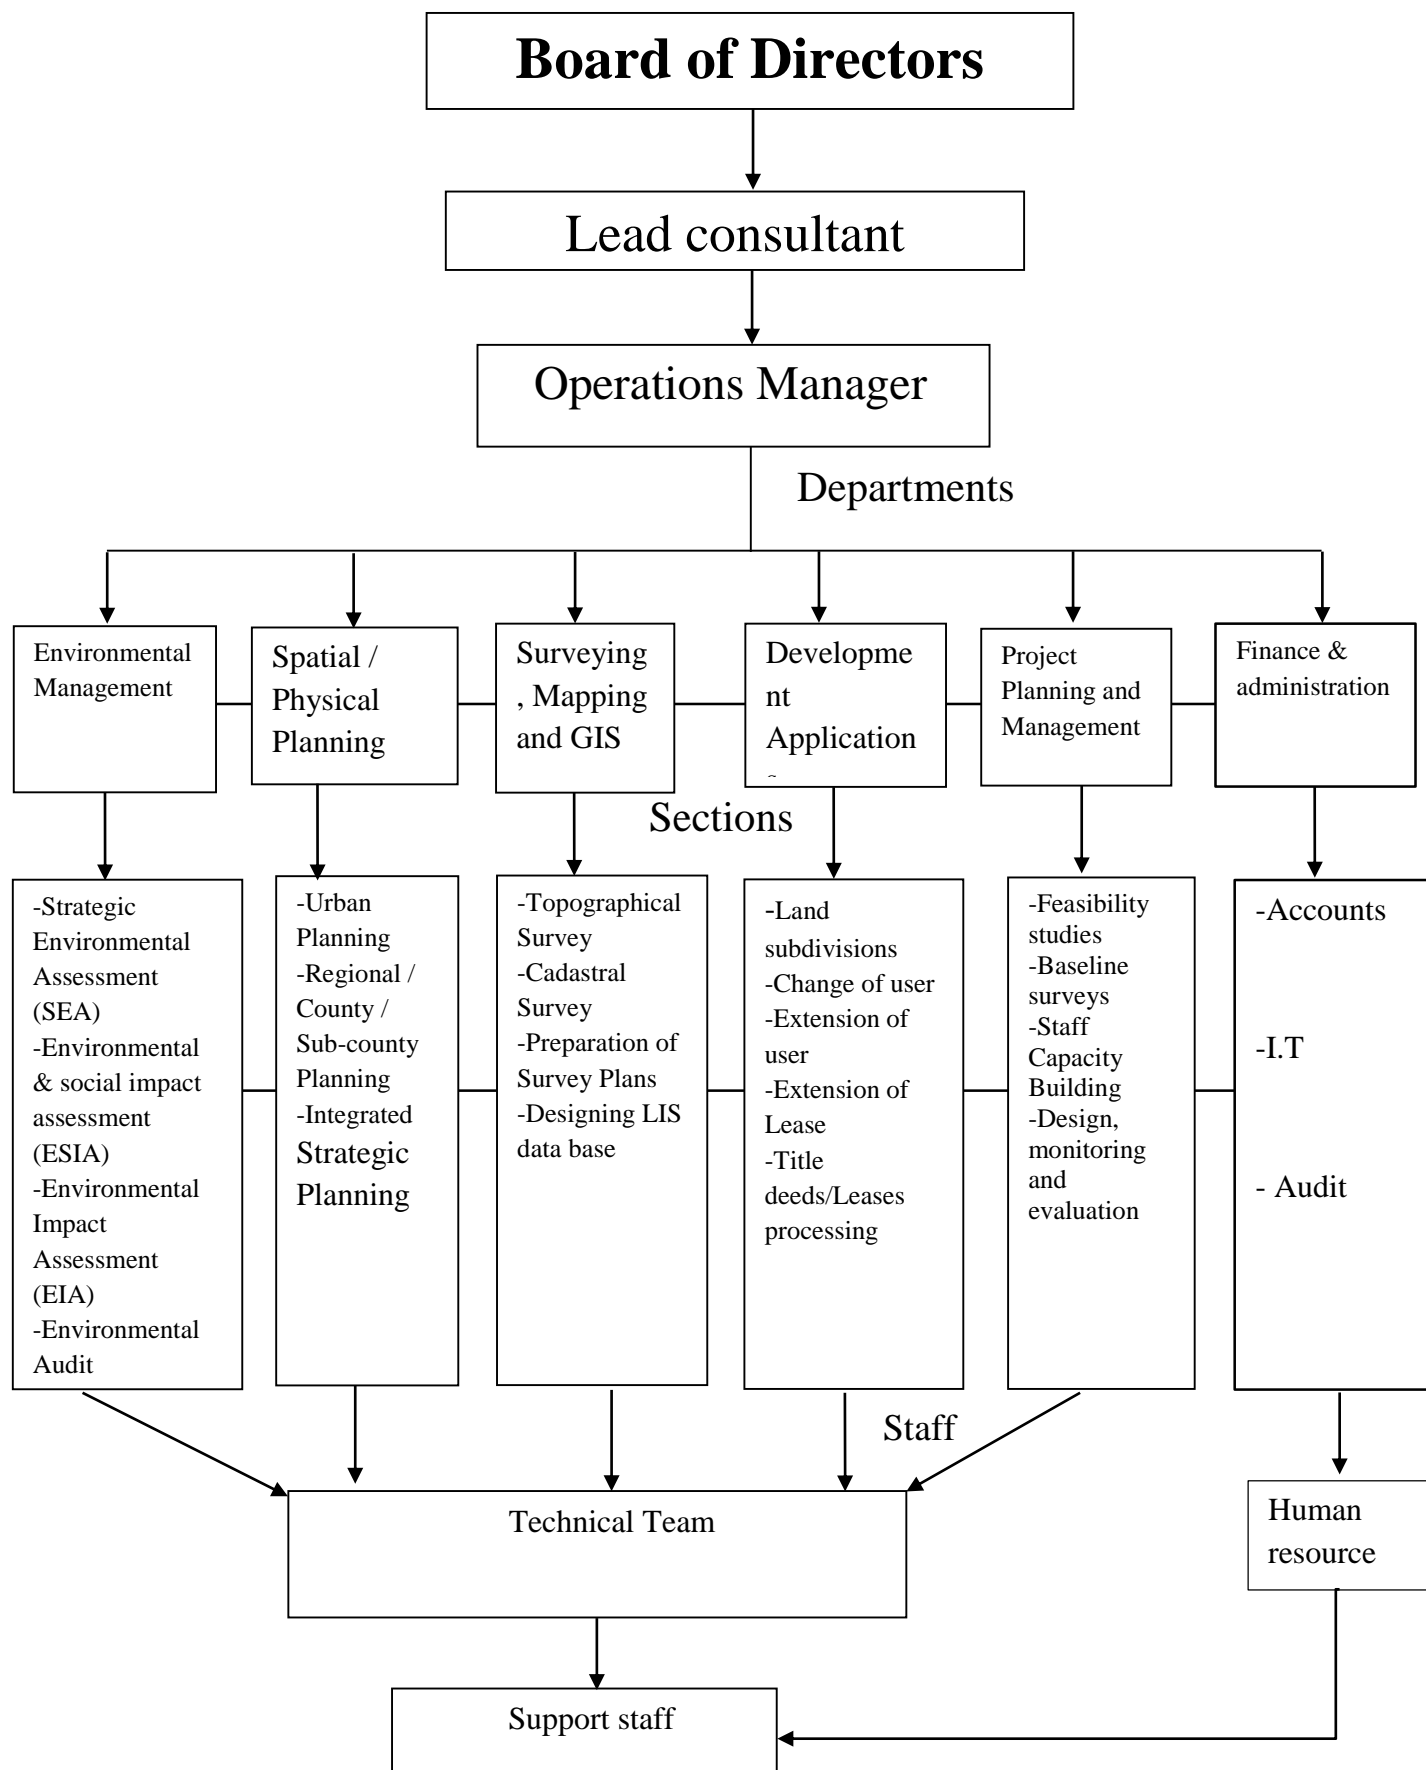 Board of Directors
Lead consultant
Operations Manager
Departments
Environmental
Management
Spatial /
Physical
Planning
Surveying
, Mapping
and GIS
Developme
nt
Application
Project
Planning and
Management
Finance &
administration
Sections
-Strategic
Environmental
Assessment
(SEA)
-Environmental
& social impact
assessment
(ESIA)
-Environmental
Impact
Assessment
(EIA)
-Environmental
Audit
-Urban
Planning
-Regional /
County /
Sub-county
Planning
-Integrated
Strategic
Planning
-Topographical
Survey
-Cadastral
Survey
-Preparation of
Survey Plans
-Designing LIS
data base
-Land
subdivisions
-Change of user
-Extension of
user
-Extension of
Lease
-Title
deeds/Leases
processing
-Feasibility
studies
-Baseline
surveys
-Staff
Capacity
Building
-Design,
monitoring
and
evaluation
-Accounts
-I.T
- Audit
Staff
Technical Team
Human
resource
Support staff